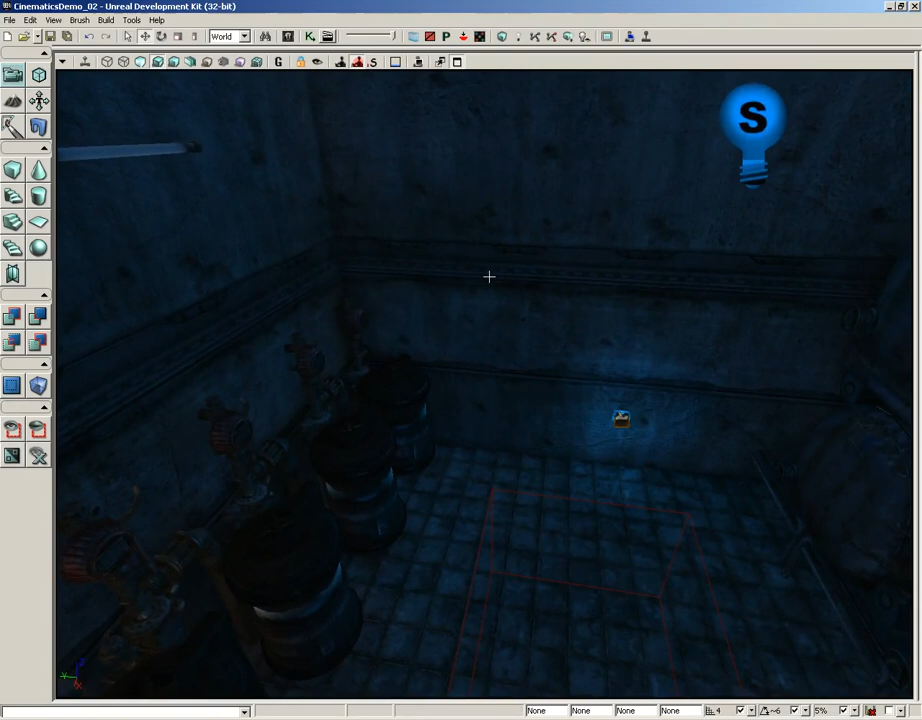 CinematicsDemo_02 - Unreal Development Kit (32-bit)
File Edit View Brush Build Tools Help
World
K.
P
G
S
S
None None None None 4 ~6 5%